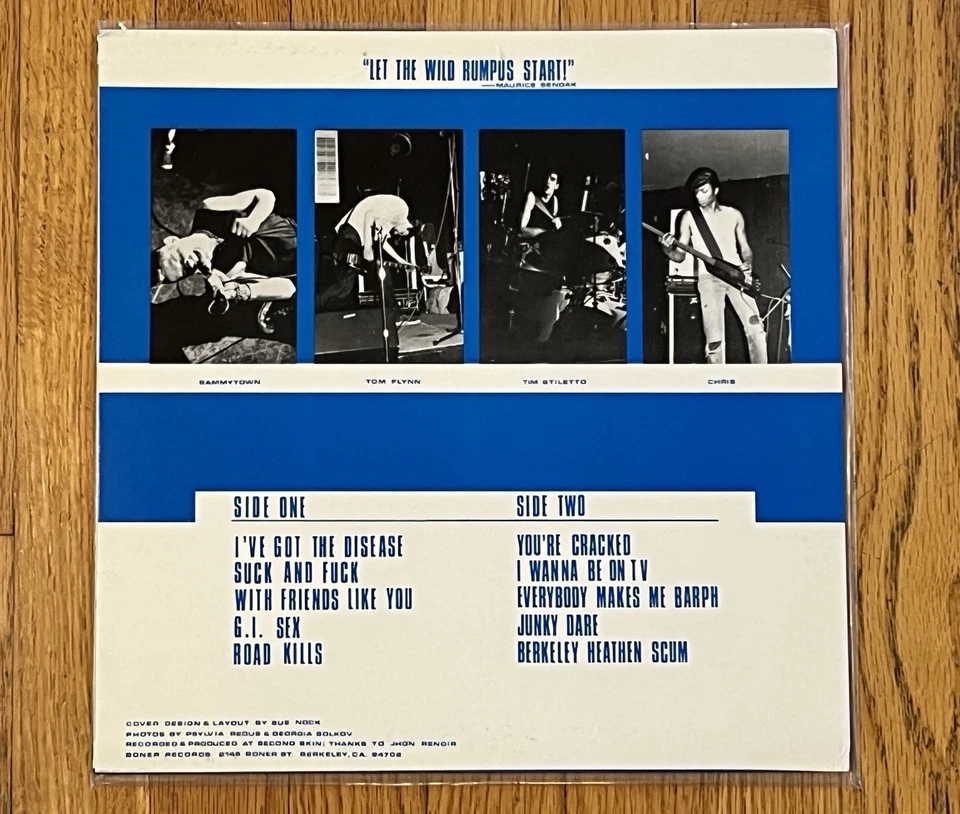 "LET THE WILD RUMPUS START!"
—MAURICE SENDAK
SAMMYTOWN TOM FLYNN TIM STILETTO CHRIS
SIDE ONE
I'VE GOT THE DISEASE
SUCK AND FUCK
WITH FRIENDS LIKE YOU
G.I. SEX
ROAD KILLS
SIDE TWO
YOU'RE CRACKED
I WANNA BE ON TV
EVERYBODY MAKES ME BARPH
JUNKY DARE
BERKELEY HEATHEN SCUM
COVER DESIGN & LAYOUT BY SUE NOCK
PHOTOS BY PSYLVIA REGUS & GEORGIA BOLKOV
RECORDED & PRODUCED AT SECOND SKIN; THANKS TO JHON RENOIR
BONER RECORDS 2148 BONER ST. BERKELEY, CA. 94702